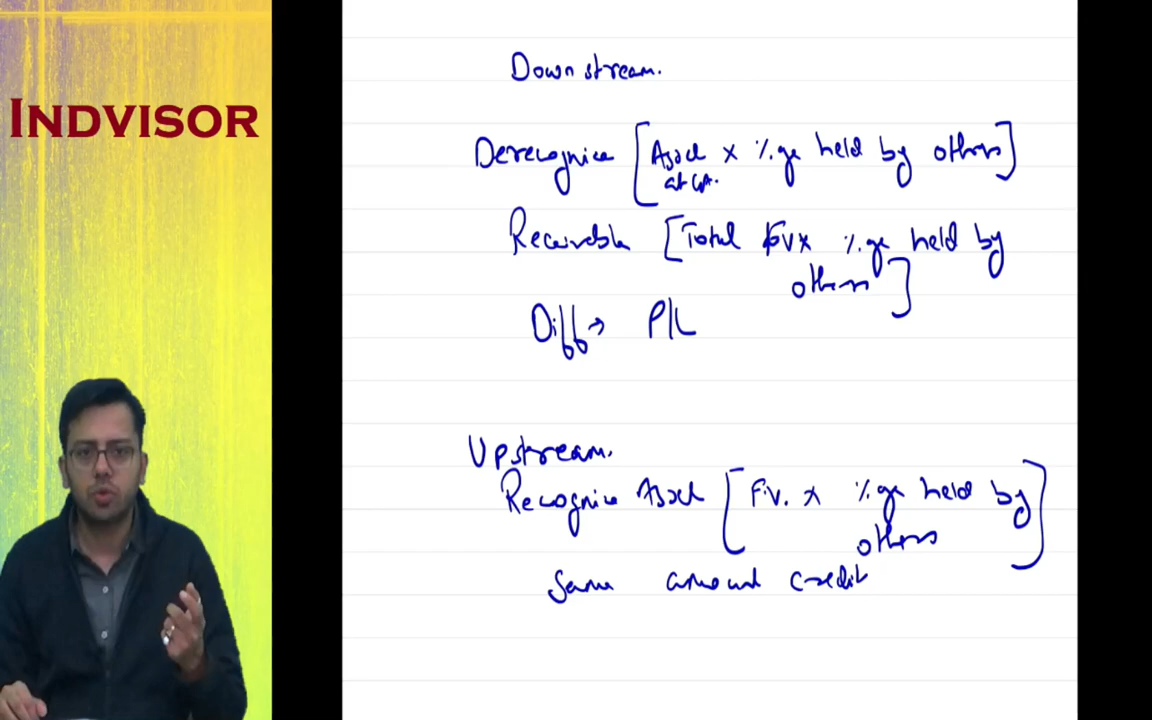 INDVISOR
Downstream.
Derecognise [Asset x %ge held by others]
at CA.
Receivable [Total FV x %ge held by
others]
Diff → P/L
Upstream.
Recognise Asset [F.V. x %ge held by
others]
Same amount credit